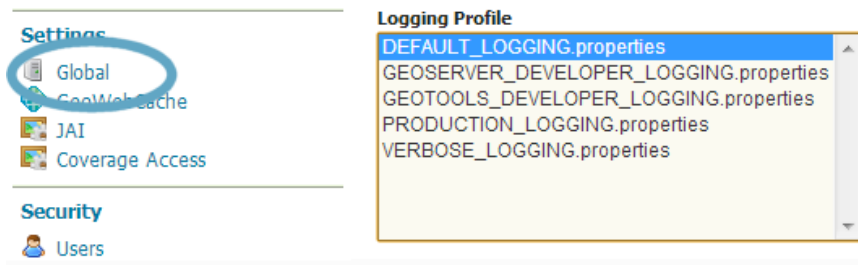 Settings
Global
GeoWebCache
JAI
Coverage Access
Security
Users
Logging Profile
DEFAULT_LOGGING.properties
GEOSERVER_DEVELOPER_LOGGING.properties
GEOTOOLS_DEVELOPER_LOGGING.properties
PRODUCTION_LOGGING.properties
VERBOSE_LOGGING.properties